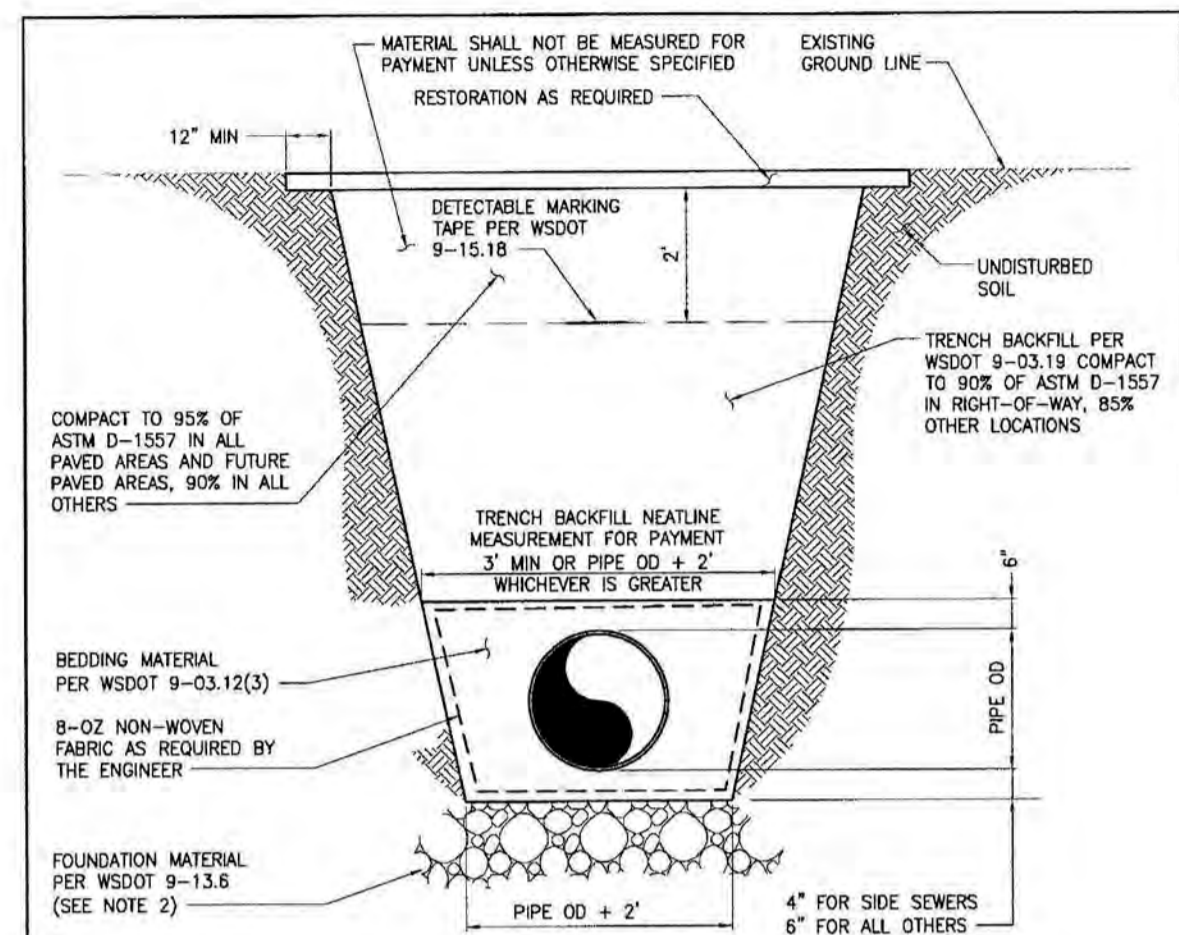 MATERIAL SHALL NOT BE MEASURED FOR
PAYMENT UNLESS OTHERWISE SPECIFIED
EXISTING
GROUND LINE
RESTORATION AS REQUIRED
12" MIN
DETECTABLE MARKING
TAPE PER WSDOT
9-15.18
2'
UNDISTURBED
SOIL
TRENCH BACKFILL PER
WSDOT 9-03.19 COMPACT
TO 90% OF ASTM D-1557
IN RIGHT-OF-WAY, 85%
OTHER LOCATIONS
COMPACT TO 95% OF
ASTM D-1557 IN ALL
PAVED AREAS AND FUTURE
PAVED AREAS, 90% IN ALL
OTHERS
TRENCH BACKFILL NEATLINE
MEASUREMENT FOR PAYMENT
3' MIN OR PIPE OD + 2'
WHICHEVER IS GREATER
6"
BEDDING MATERIAL
PER WSDOT 9-03.12(3)
PIPE OD
8-OZ NON-WOVEN
FABRIC AS REQUIRED BY
THE ENGINEER
FOUNDATION MATERIAL
PER WSDOT 9-13.6
(SEE NOTE 2)
PIPE OD + 2'
4" FOR SIDE SEWERS
6" FOR ALL OTHERS